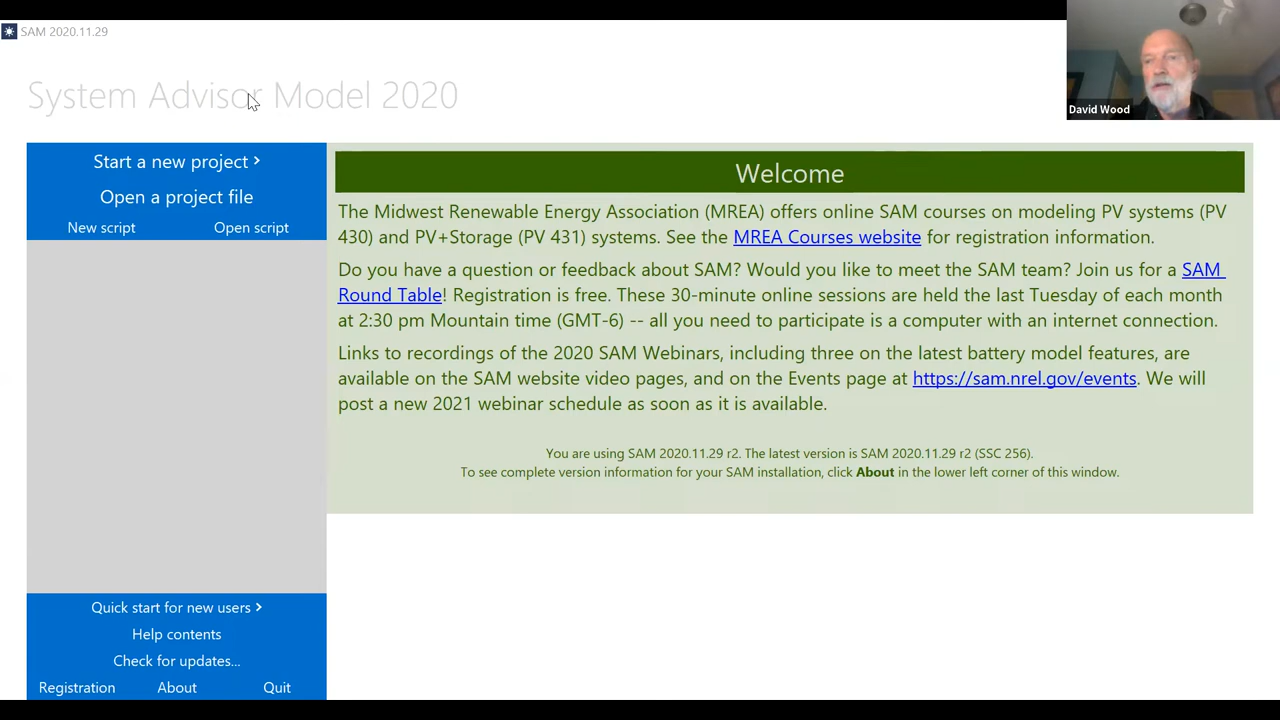 SAM 2020.11.29
System Advisor Model 2020
David Wood
Start a new project >
Open a project file
New script Open script
Welcome
The Midwest Renewable Energy Association (MREA) offers online SAM courses on modeling PV systems (PV
430) and PV+Storage (PV 431) systems. See the MREA Courses website for registration information.
Do you have a question or feedback about SAM? Would you like to meet the SAM team? Join us for a SAM
Round Table! Registration is free. These 30-minute online sessions are held the last Tuesday of each month
at 2:30 pm Mountain time (GMT-6) -- all you need to participate is a computer with an internet connection.
Links to recordings of the 2020 SAM Webinars, including three on the latest battery model features, are
available on the SAM website video pages, and on the Events page at https://sam.nrel.gov/events. We will
post a new 2021 webinar schedule as soon as it is available.
You are using SAM 2020.11.29 r2. The latest version is SAM 2020.11.29 r2 (SSC 256).
To see complete version information for your SAM installation, click About in the lower left corner of this window.
Quick start for new users >
Help contents
Check for updates...
Registration About Quit